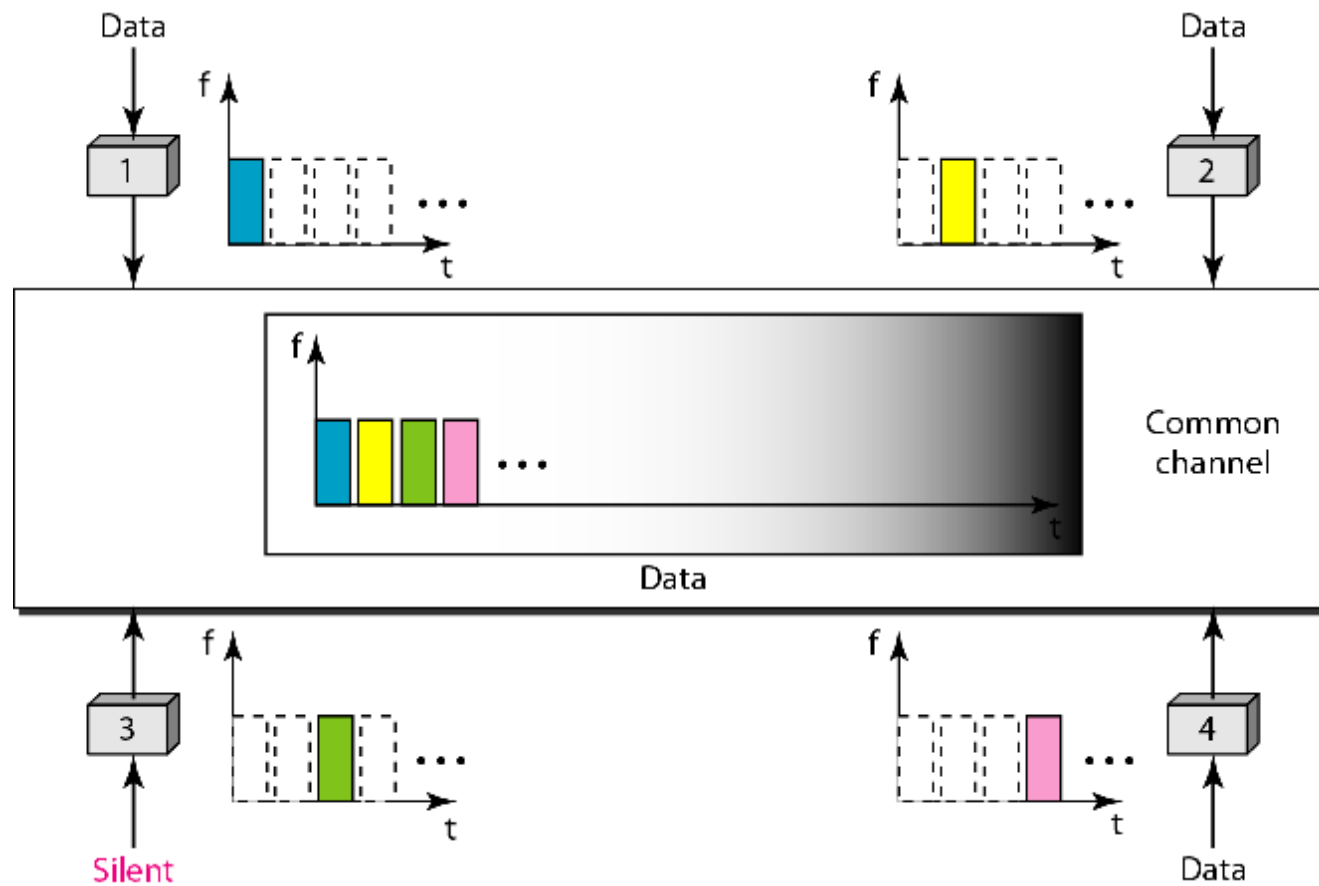 Data
Data
f
f
1
2
• • •
• • •
t
t
f
Common
channel
• • •
t
Data
f
f
3
4
• • •
• • •
t
t
Silent
Data